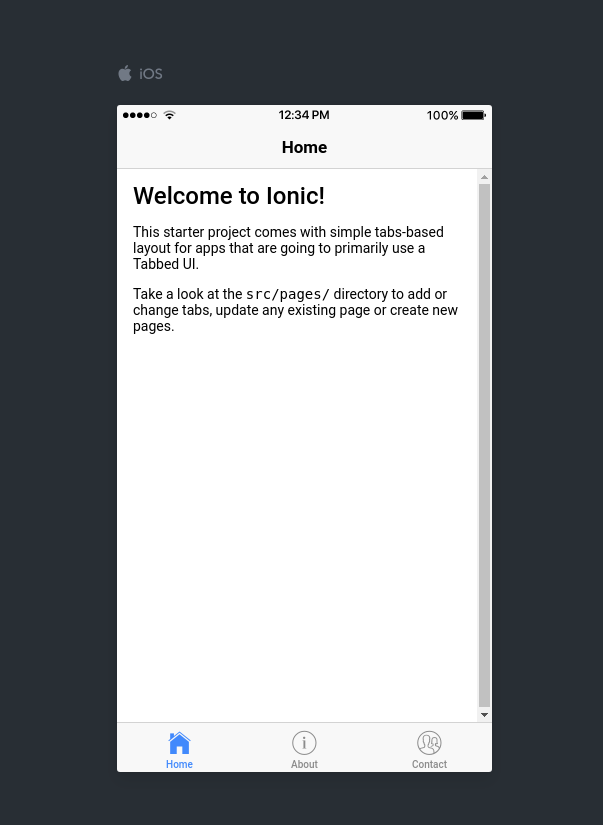 iOS
12:34 PM
100%
Home
Welcome to Ionic!
This starter project comes with simple tabs-based
layout for apps that are going to primarily use a
Tabbed UI.
Take a look at the src/pages/ directory to add or
change tabs, update any existing page or create new
pages.
Home
About
Contact